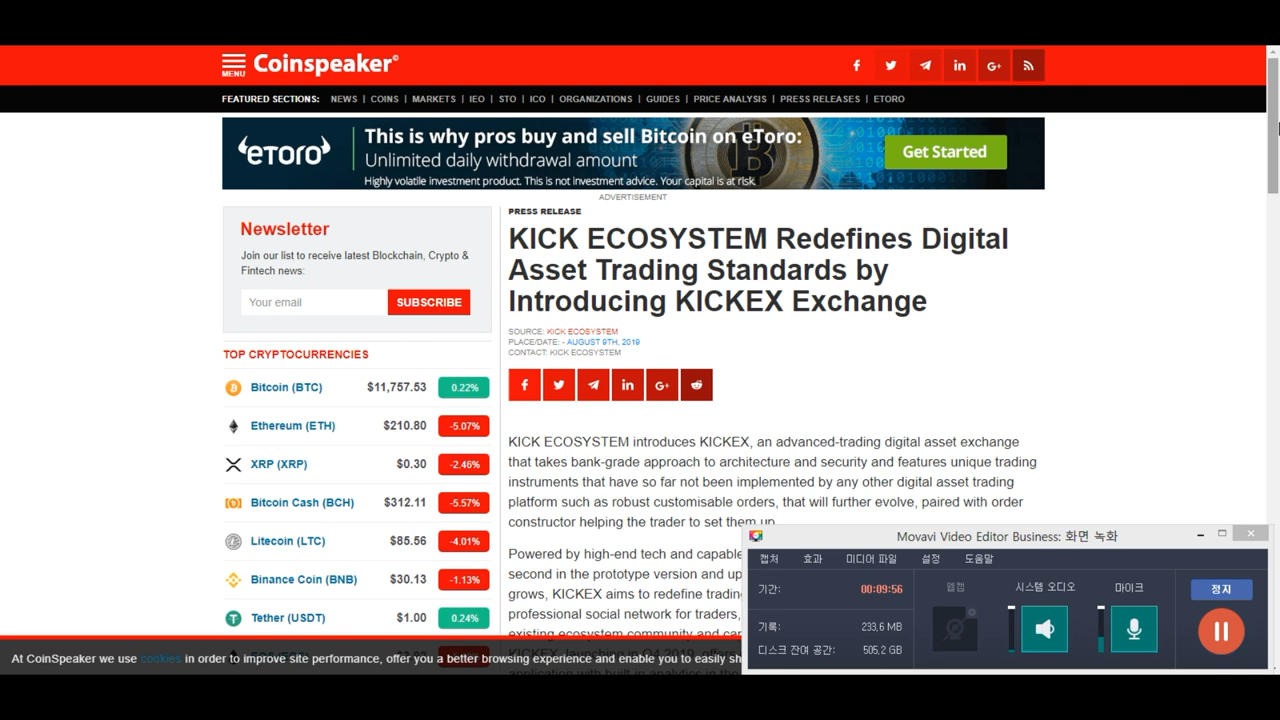 MENU
Coinspeaker©
FEATURED SECTIONS: NEWS | COINS | MARKETS | IEO | STO | ICO | ORGANIZATIONS | GUIDES | PRICE ANALYSIS | PRESS RELEASES | ETORO
eTORO
This is why pros buy and sell Bitcoin on eToro:
Unlimited daily withdrawal amount
Highly volatile investment product. This is not investment advice. Your capital is at risk.
Get Started
ADVERTISEMENT
Newsletter
Join our list to receive latest Blockchain, Crypto &
Fintech news:
Your email
SUBSCRIBE
TOP CRYPTOCURRENCIES
Bitcoin (BTC) $11,757.53 0.22%
Ethereum (ETH) $210.80 -5.07%
XRP (XRP) $0.30 -2.46%
Bitcoin Cash (BCH) $312.11 -5.57%
Litecoin (LTC) $85.56 -4.01%
Binance Coin (BNB) $30.13 -1.13%
Tether (USDT) $1.00 0.24%
PRESS RELEASE
KICK ECOSYSTEM Redefines Digital
Asset Trading Standards by
Introducing KICKEX Exchange
SOURCE: KICK ECOSYSTEM
PLACE/DATE: - AUGUST 9TH, 2019
CONTACT: KICK ECOSYSTEM
KICK ECOSYSTEM introduces KICKEX, an advanced-trading digital asset exchange
that takes bank-grade approach to architecture and security and features unique trading
instruments that have so far not been implemented by any other digital asset trading
platform such as robust customisable orders, that will further evolve, paired with order
constructor helping the trader to set them up.
Powered by high-end tech and capable
second in the prototype version and up
grows, KICKEX aims to redefine trading
professional social network for traders,
existing ecosystem community and
At CoinSpeaker we use cookies in order to improve site performance, offer you a better browsing experience and enable you to easily sh
Movavi Video Editor Business: 화면 녹화
캡처 효과 미디어 파일 설정 도움말
기간: 00:09:56
기록: 233,6 MB
디스크 잔여 공간: 505,2 GB
웹캠
시스템 오디오
마이크
정지